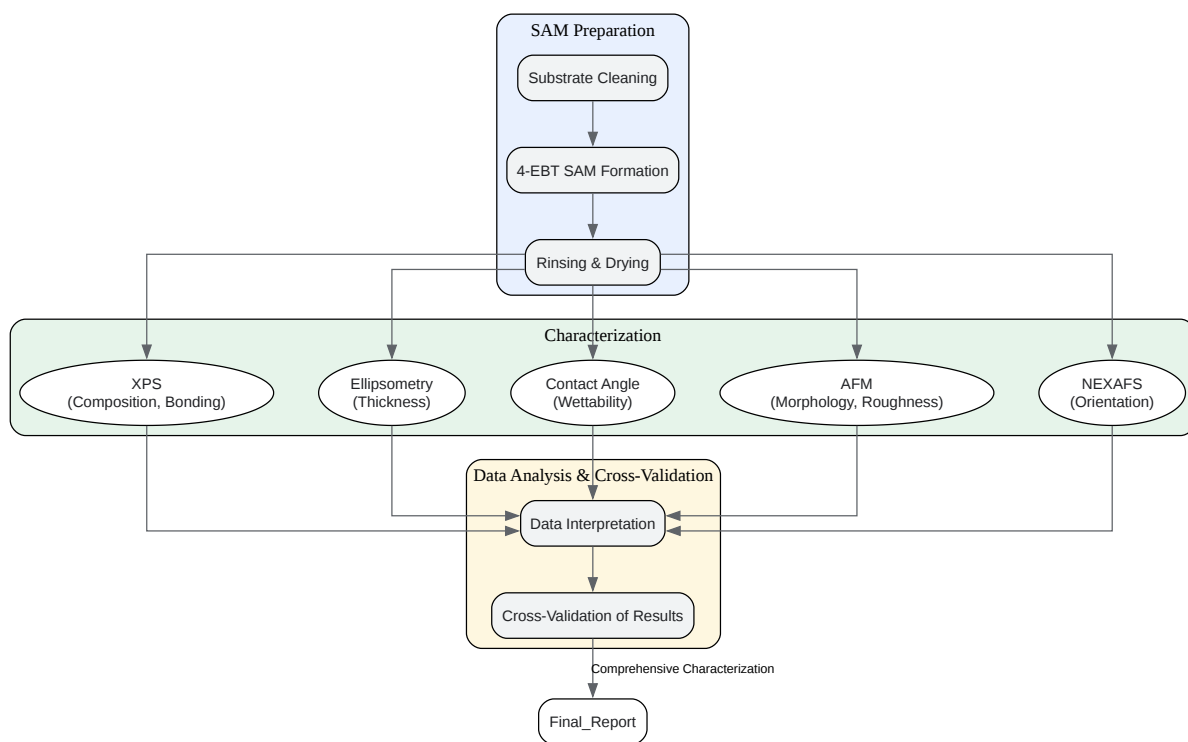 SAM Preparation
Substrate Cleaning
4-EBT SAM Formation
Rinsing & Drying
Characterization
XPS
(Composition, Bonding)
Ellipsometry
(Thickness)
Contact Angle
(Wettability)
AFM
(Morphology, Roughness)
NEXAFS
(Orientation)
Data Analysis & Cross-Validation
Data Interpretation
Cross-Validation of Results
Comprehensive Characterization
Final_Report